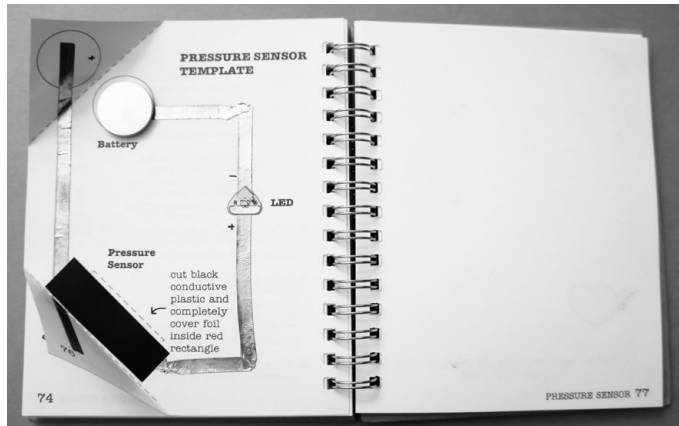 PRESSURE SENSOR
TEMPLATE
+
Battery
-
LED
+
Pressure
Sensor
cut black
conductive
plastic and
completely
cover foil
inside red
rectangle
76
74
PRESSURE SENSOR 77